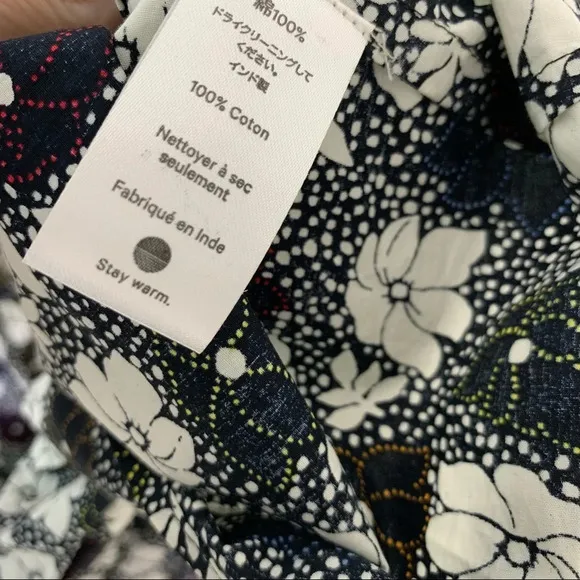 綿100%
ドライクリーニングして
ください。
インド製
100% Coton
Nettoyer à sec
seulement
Fabriqué en Inde
Stay warm.